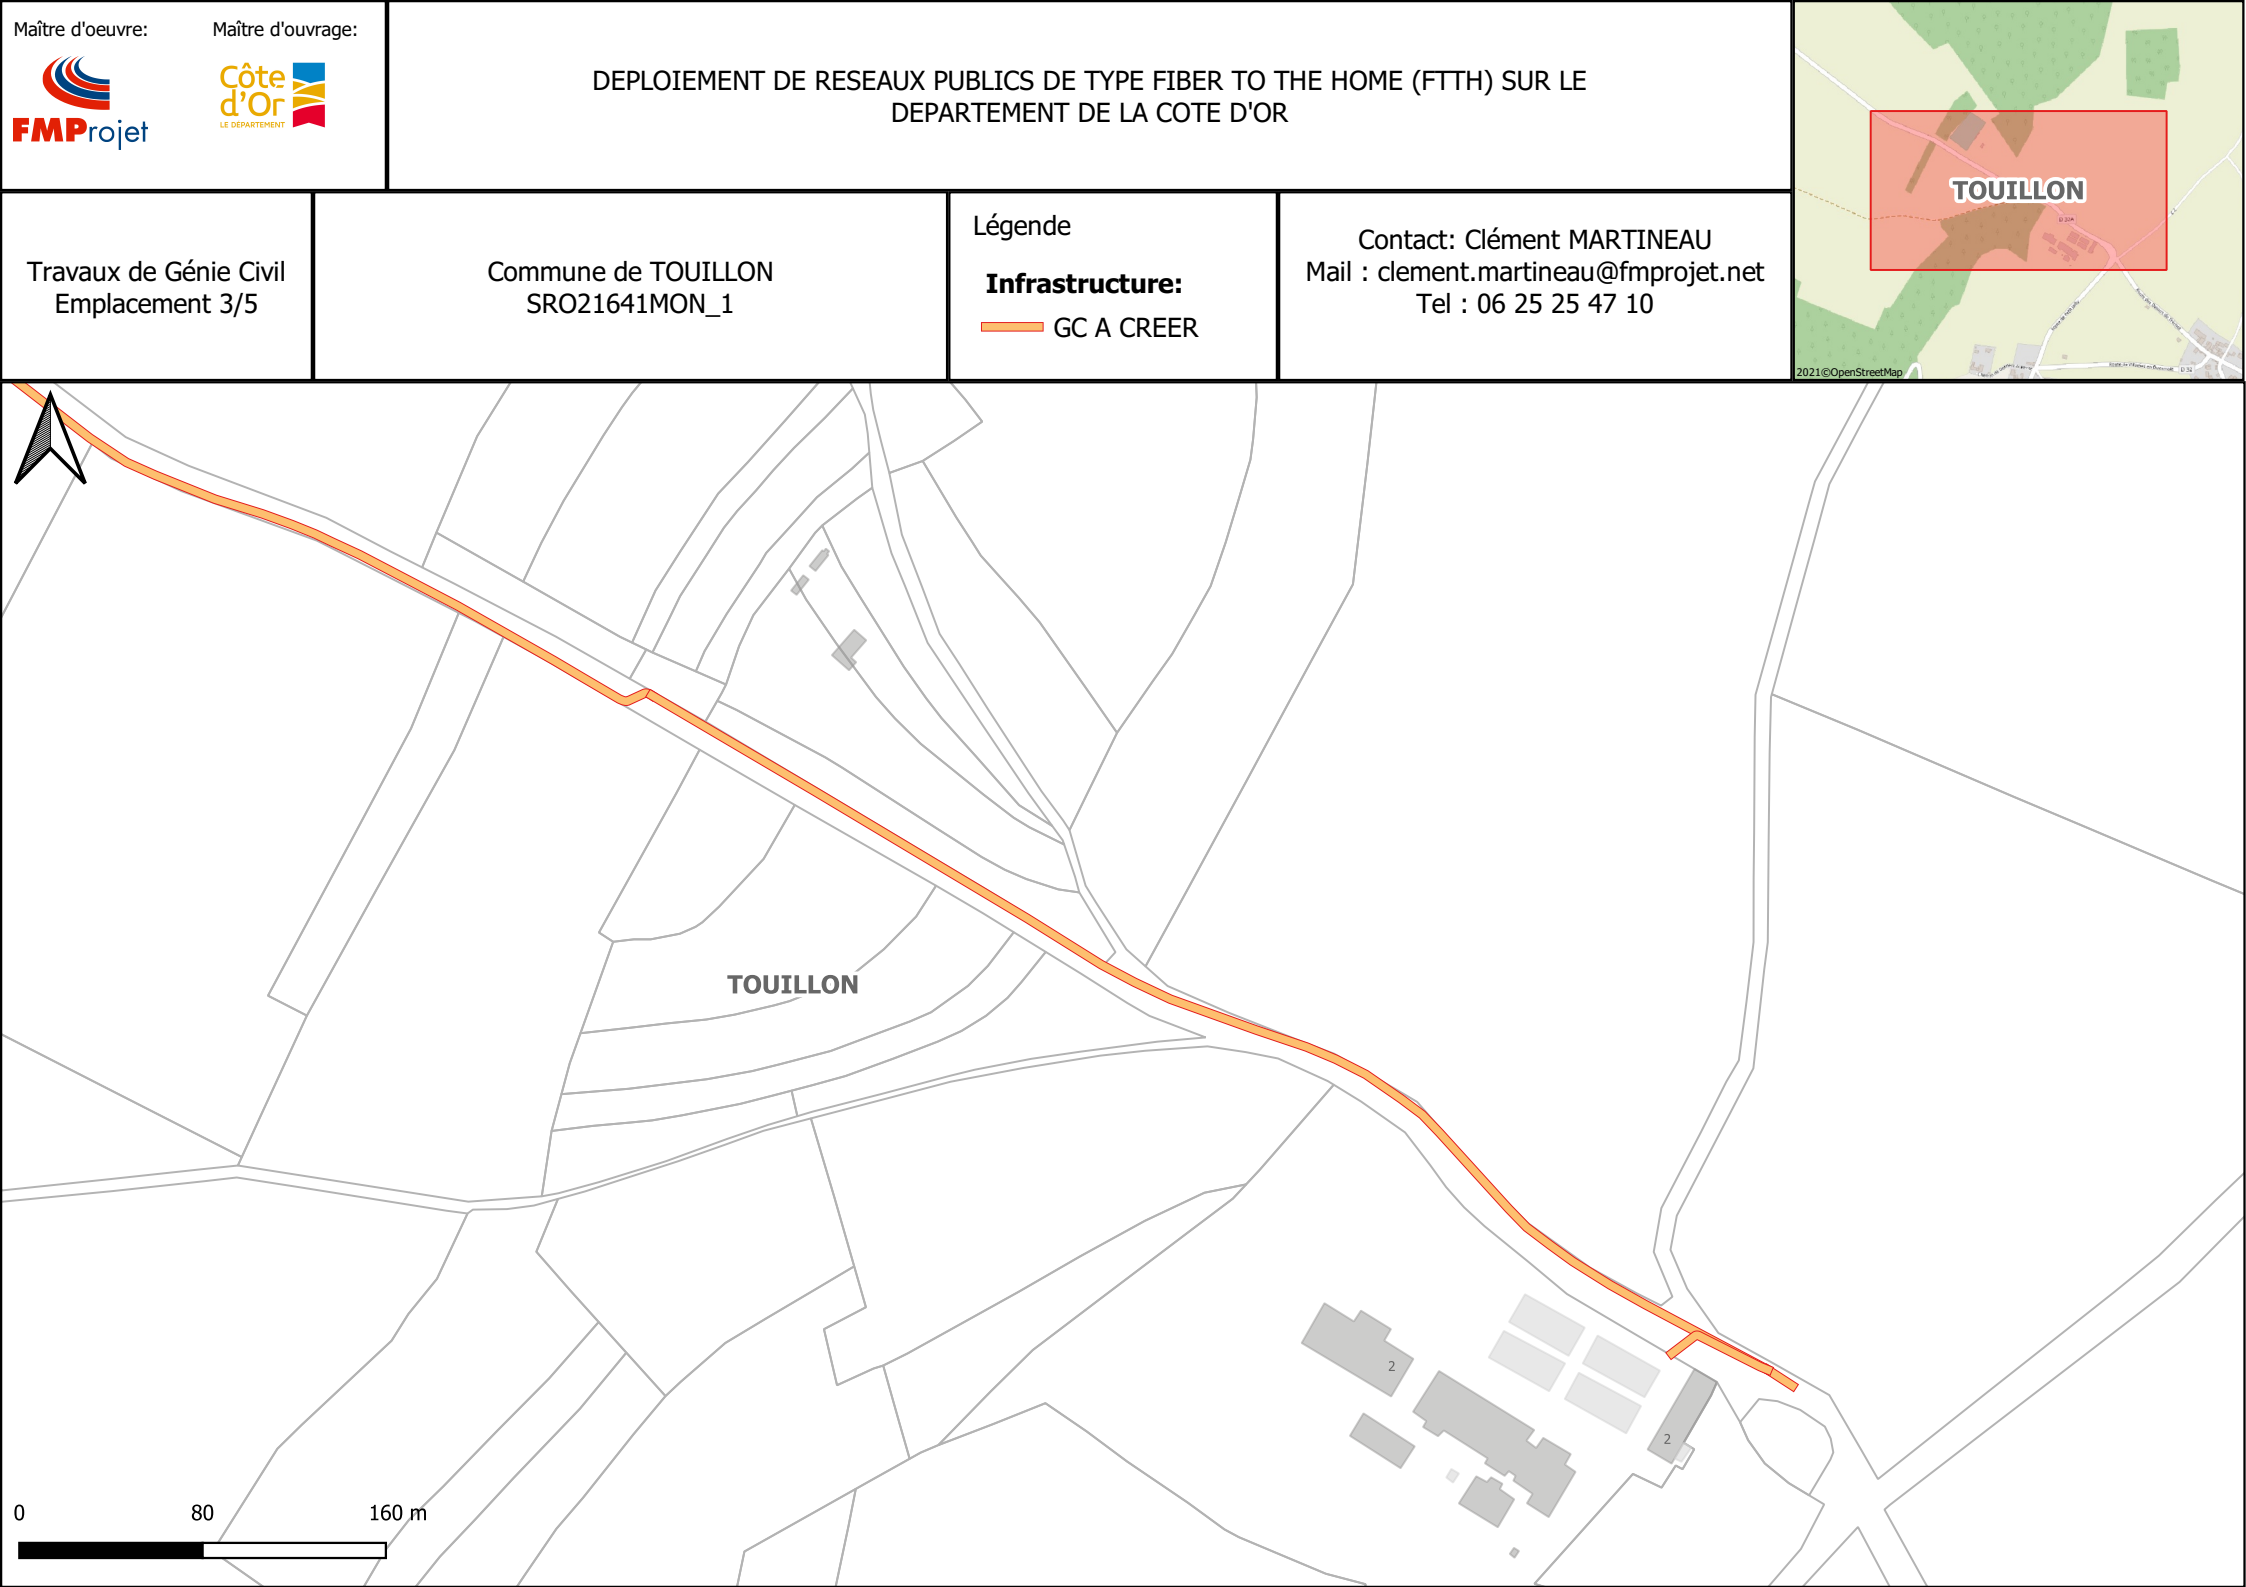 Maître d'oeuvre:
Maître d'ouvrage:
FMProjet
Côte
d'Or
LE DÉPARTEMENT
DEPLOIEMENT DE RESEAUX PUBLICS DE TYPE FIBER TO THE HOME (FTTH) SUR LE
DEPARTEMENT DE LA COTE D'OR
Travaux de Génie Civil
Emplacement 3/5
Commune de TOUILLON
SRO21641MON_1
Légende
Infrastructure:
GC A CREER
Contact: Clément MARTINEAU
Mail : clement.martineau@fmprojet.net
Tel : 06 25 25 47 10
TOUILLON
D 32A
D 32
2021©OpenStreetMap
TOUILLON
2
2
0
80
160 m